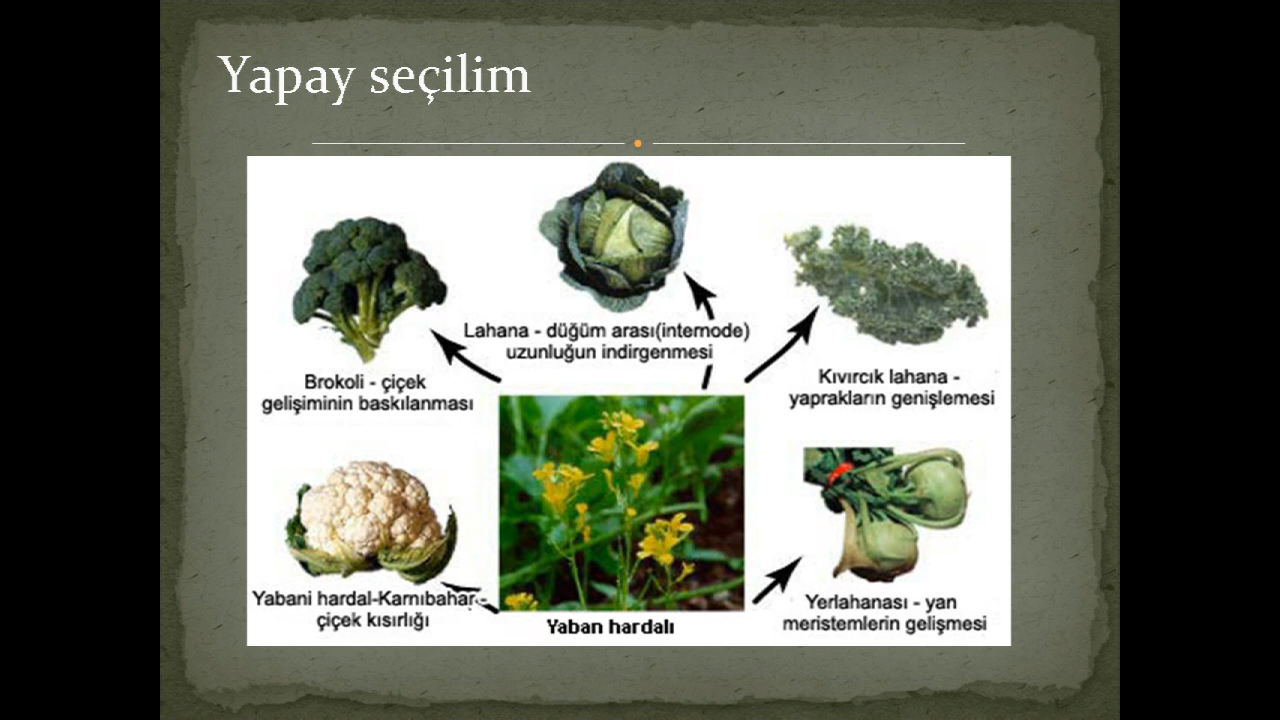 Yapay seçilim
Lahana - düğüm arası(internode)
uzunluğun indirgenmesi
Brokoli - çiçek
gelişiminin baskılanması
Kıvırcık lahana -
yaprakların genişlemesi
Yabani hardal-Karnıbahar -
çiçek kısırlığı
Yaban hardalı
Yerlahanası - yan
meristemlerin gelişmesi